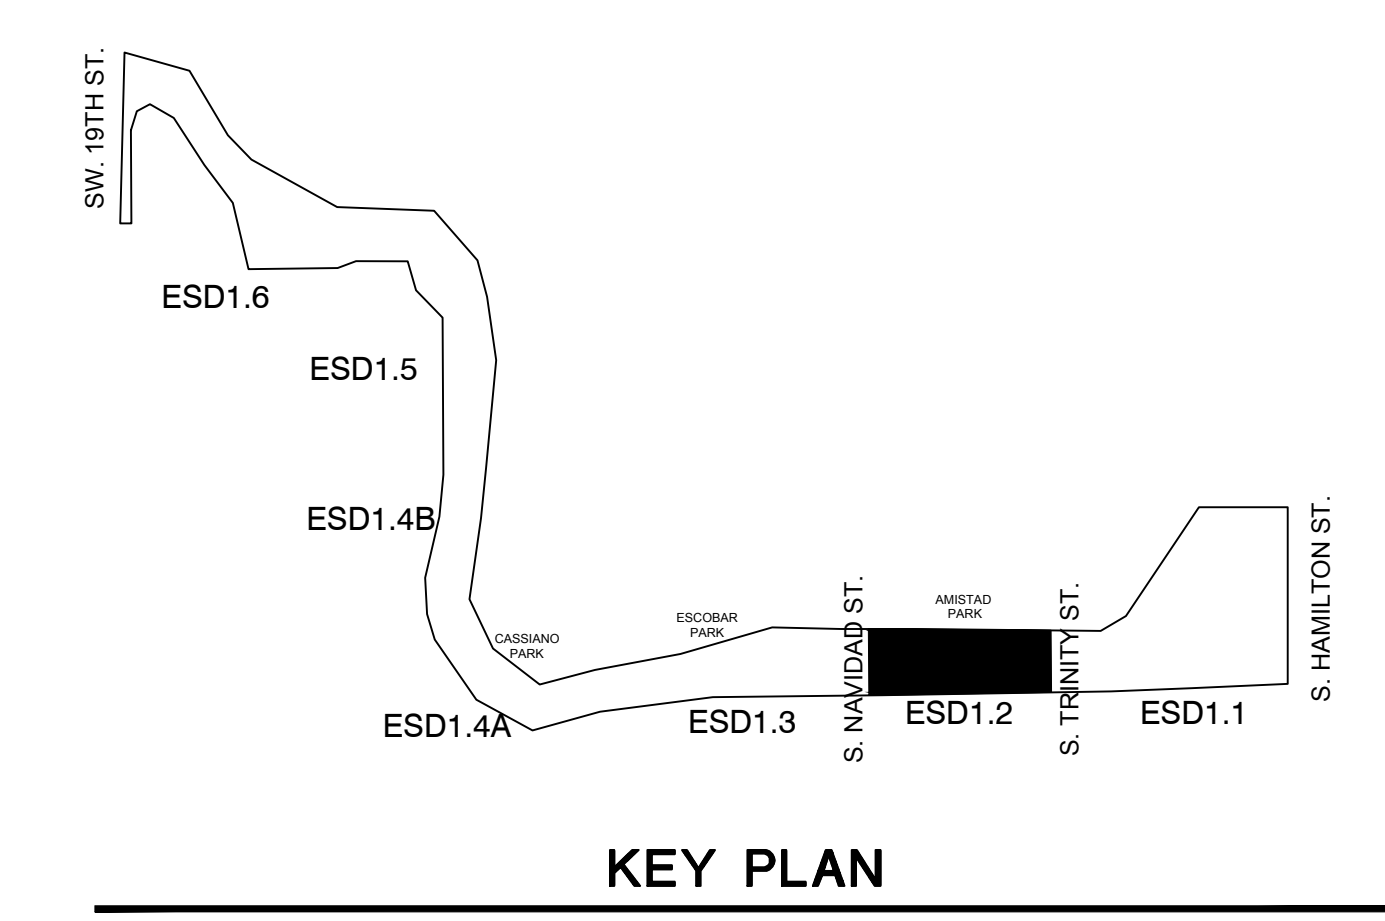 SW. 19TH ST.
ESD1.6
ESD1.5
ESD1.4B
CASSIANO
PARK
ESD1.4A
ESCOBAR
PARK
ESD1.3
S. NAVIDAD ST.
AMISTAD
PARK
ESD1.2
S. TRINITY ST.
ESD1.1
S. HAMILTON ST.
KEY PLAN